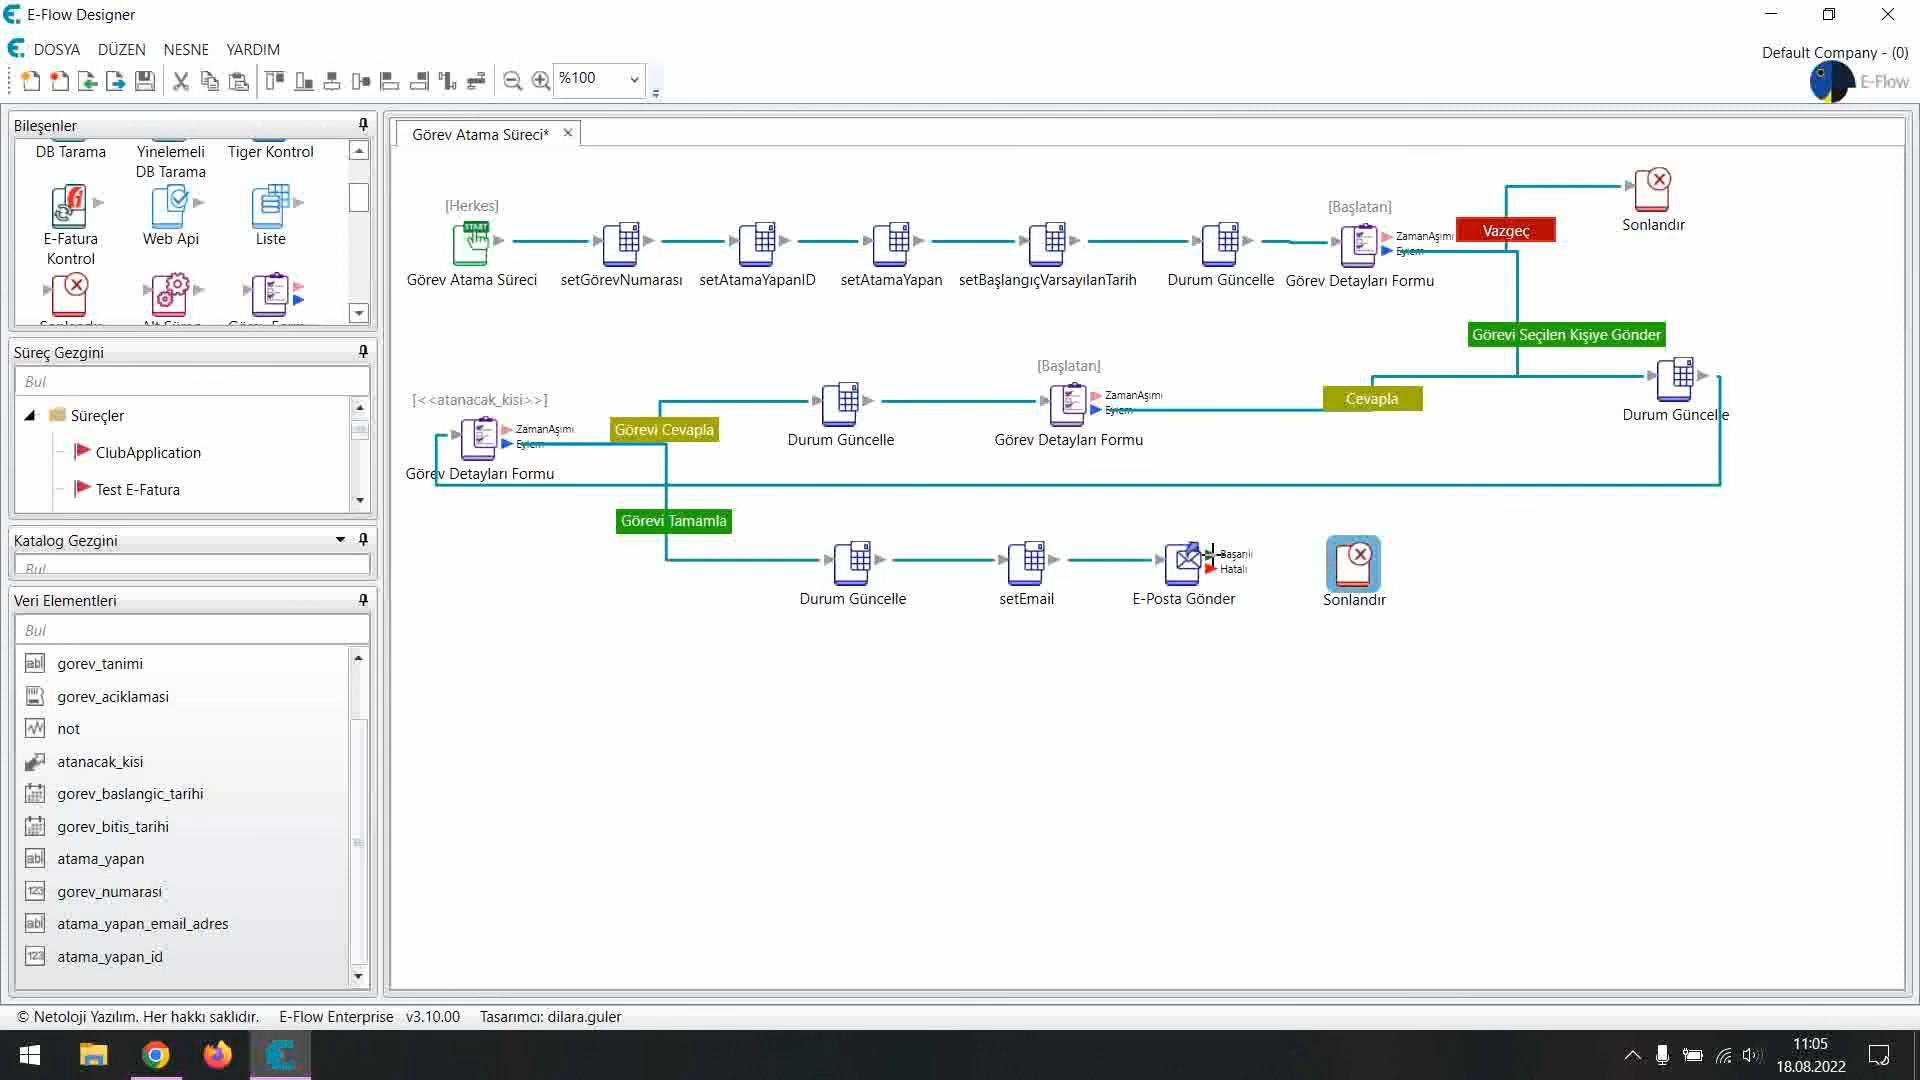 E-Flow Designer
DOSYA DÜZEN NESNE YARDIM
Default Company - (0)
%100
E-Flow
Bileşenler
DB Tarama
Yinelemeli
DB Tarama
Tiger Kontrol
E-Fatura
Kontrol
Web Api
Liste
Süreç Gezgini
Bul
Süreçler
ClubApplication
Test E-Fatura
Katalog Gezgini
Bul
Veri Elementleri
Bul
gorev_tanimi
gorev_aciklamasi
not
atanacak_kisi
gorev_baslangic_tarihi
gorev_bitis_tarihi
atama_yapan
gorev_numarasi
atama_yapan_email_adres
atama_yapan_id
Görev Atama Süreci*
[Herkes]
START
Görev Atama Süreci
setGörevNumarası
setAtamaYapanID
setAtamaYapan
setBaşlangıçVarsayılanTarih
Durum Güncelle
[Başlatan]
ZamanAşımı
Eylem
Görev Detayları Formu
Vazgeç
Sonlandır
Görevi Seçilen Kişiye Gönder
Durum Güncelle
[<<atanacak_kisi>>]
ZamanAşımı
Eylem
Görev Detayları Formu
Görevi Cevapla
Durum Güncelle
[Başlatan]
ZamanAşımı
Eylem
Görev Detayları Formu
Cevapla
Görevi Tamamla
Durum Güncelle
setEmail
Başarılı
Hatalı
E-Posta Gönder
Sonlandır
© Netoloji Yazılım. Her hakkı saklıdır. E-Flow Enterprise v3.10.00 Tasarımcı: dilara.guler
11:05
18.08.2022